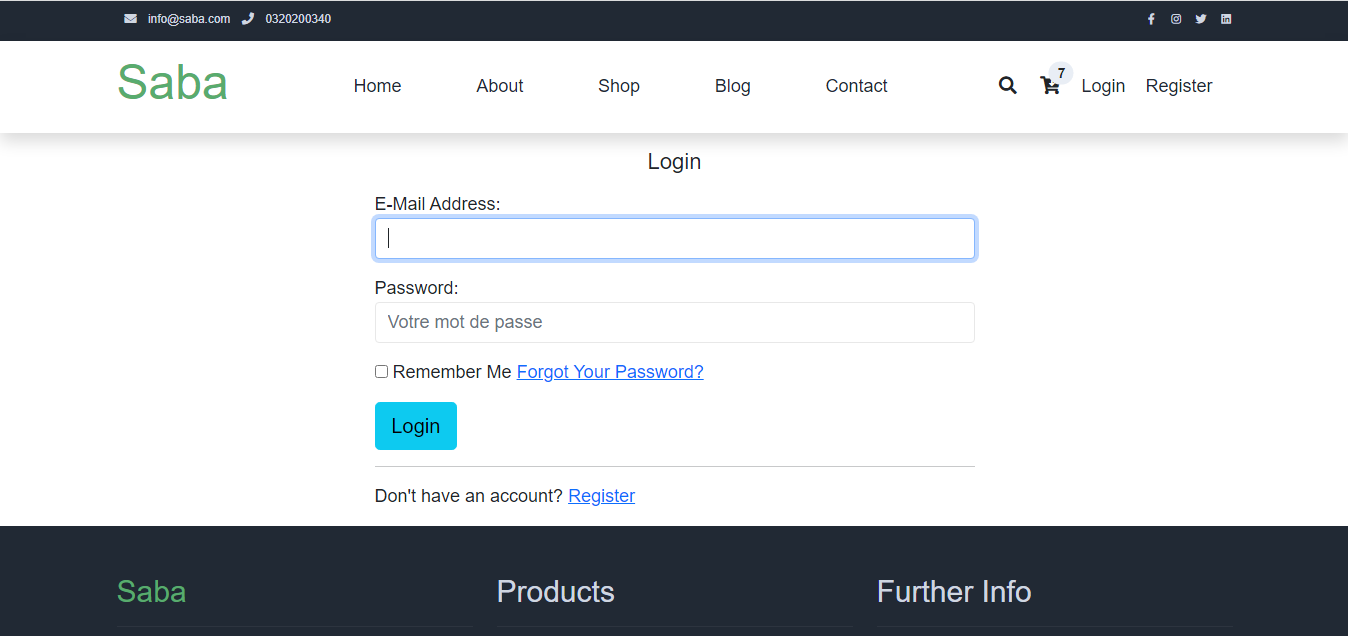 info@saba.com 0320200340
Saba Home About Shop Blog Contact 7 Login Register
Login
E-Mail Address:
Password:
Votre mot de passe
Remember Me Forgot Your Password?
Login
Don't have an account? Register
Saba Products Further Info